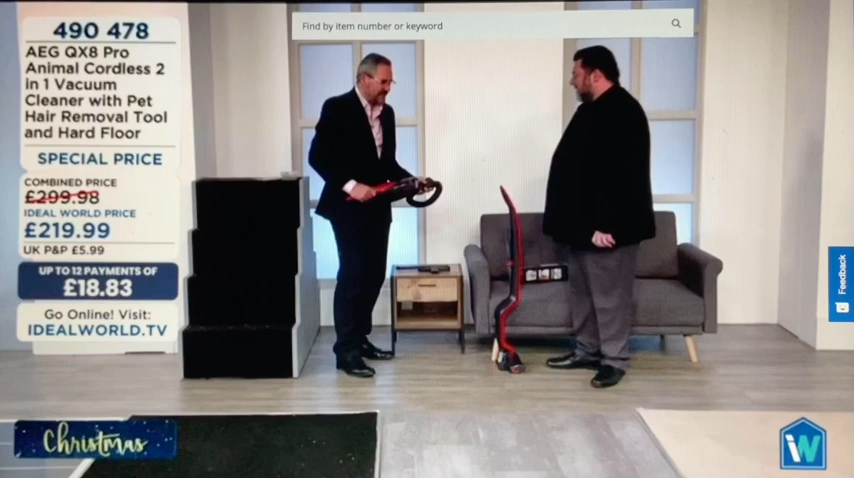 Find by item number or keyword
490 478
AEG QX8 Pro
Animal Cordless 2
in 1 Vacuum
Cleaner with Pet
Hair Removal Tool
and Hard Floor
SPECIAL PRICE
COMBINED PRICE
£299.98
IDEAL WORLD PRICE
£219.99
UK P&P £5.99
UP TO 12 PAYMENTS OF
£18.83
Go Online! Visit:
IDEALWORLD.TV
Feedback
Christmas
iW